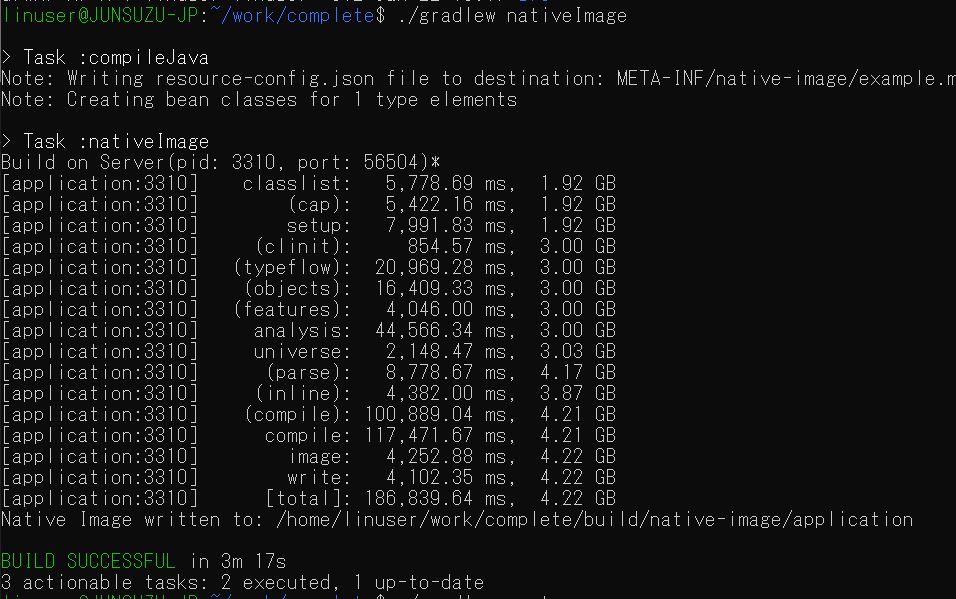 linuser@JUNSUZU-JP:~/work/complete$ ./gradlew nativeImage
> Task :compileJava
Note: Writing resource-config.json file to destination: META-INF/native-image/example.m
Note: Creating bean classes for 1 type elements
> Task :nativeImage
Build on Server(pid: 3310, port: 56504)*
[application:3310]    classlist:   5,778.69 ms,  1.92 GB
[application:3310]        (cap):   5,422.16 ms,  1.92 GB
[application:3310]        setup:   7,991.83 ms,  1.92 GB
[application:3310]     (clinit):     854.57 ms,  3.00 GB
[application:3310]   (typeflow):  20,969.28 ms,  3.00 GB
[application:3310]    (objects):  16,409.33 ms,  3.00 GB
[application:3310]   (features):   4,046.00 ms,  3.00 GB
[application:3310]     analysis:  44,566.34 ms,  3.00 GB
[application:3310]     universe:   2,148.47 ms,  3.03 GB
[application:3310]      (parse):   8,778.67 ms,  4.17 GB
[application:3310]     (inline):   4,382.00 ms,  3.87 GB
[application:3310]    (compile): 100,889.04 ms,  4.21 GB
[application:3310]      compile: 117,471.67 ms,  4.21 GB
[application:3310]        image:   4,252.88 ms,  4.22 GB
[application:3310]        write:   4,102.35 ms,  4.22 GB
[application:3310]      [total]: 186,839.64 ms,  4.22 GB
Native Image written to: /home/linuser/work/complete/build/native-image/application
BUILD SUCCESSFUL in 3m 17s
3 actionable tasks: 2 executed, 1 up-to-date